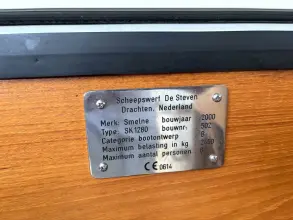 Scheepswerf De Steven
Drachten, Nederland
Merk: Smelne bouwjaar 2000
Type: SK1280 bouwnr. 502
Categorie bootontwerp B
Maximum belasting in kg
Maximum aantal personen
CE 0614